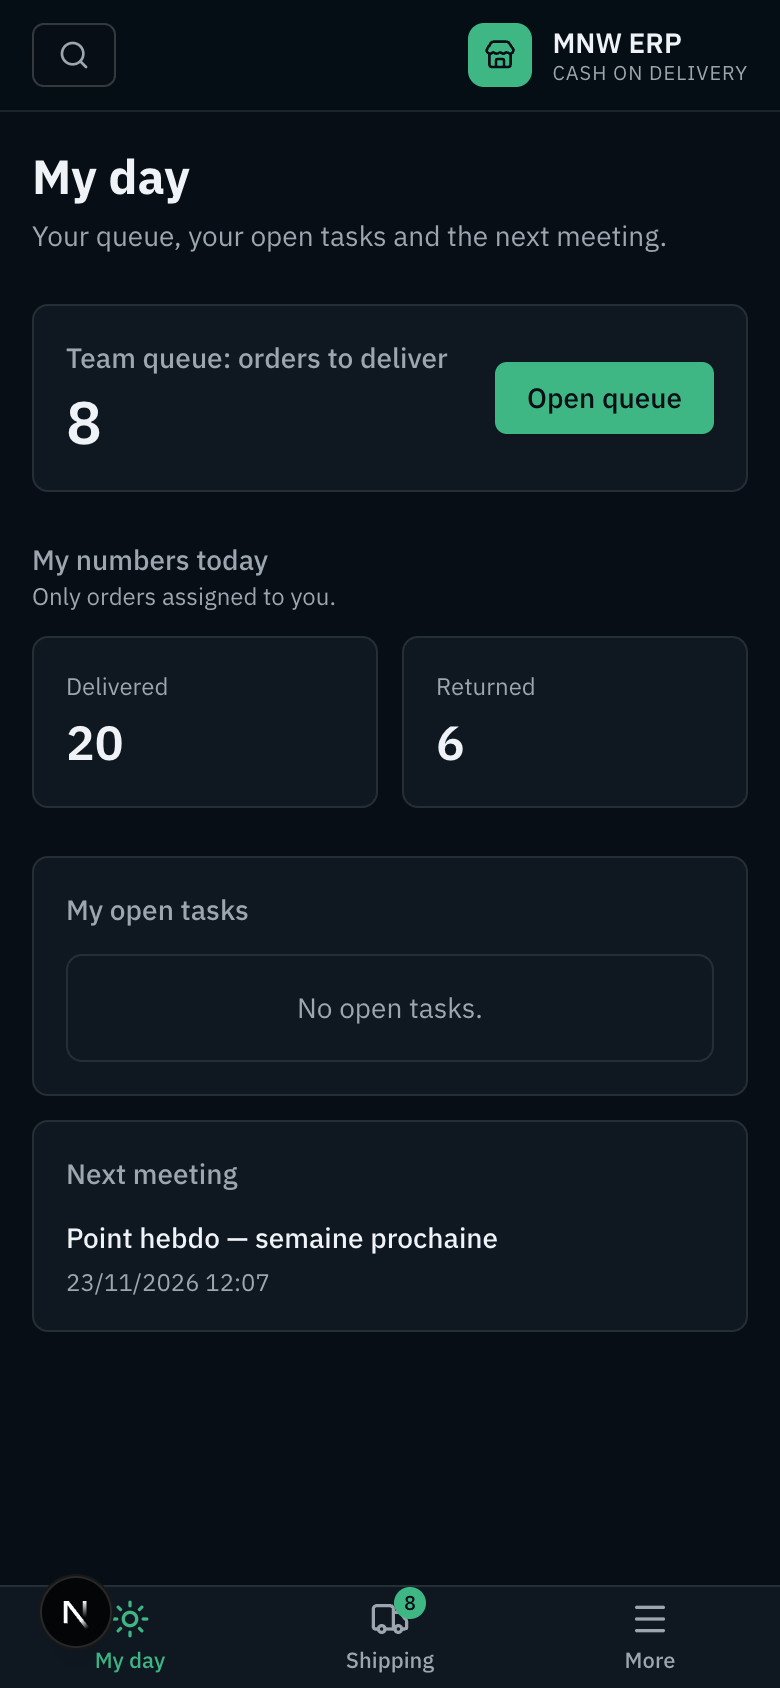 MNW ERP
CASH ON DELIVERY
My day
Your queue, your open tasks and the next meeting.
Team queue: orders to deliver
8
Open queue
My numbers today
Only orders assigned to you.
Delivered
20
Returned
6
My open tasks
No open tasks.
Next meeting
Point hebdo — semaine prochaine
23/11/2026 12:07
N
My day
8
Shipping
More